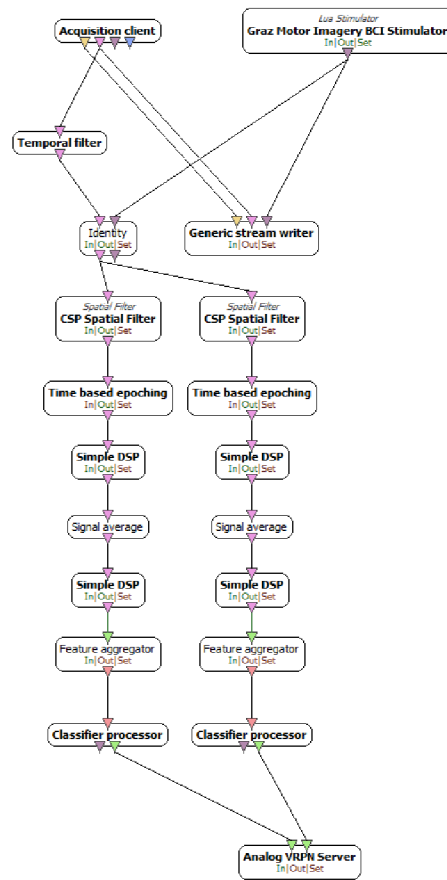 Acquisition client
Lua Stimulator
Graz Motor Imagery BCI Stimulator
In|Out|Set
Temporal filter
Identity
In|Out|Set
Generic stream writer
In|Out|Set
Spatial Filter
CSP Spatial Filter
In|Out|Set
Spatial Filter
CSP Spatial Filter
In|Out|Set
Time based epoching
In|Out|Set
Time based epoching
In|Out|Set
Simple DSP
In|Out|Set
Simple DSP
In|Out|Set
Signal average
Signal average
Simple DSP
In|Out|Set
Simple DSP
In|Out|Set
Feature aggregator
In|Out|Set
Feature aggregator
In|Out|Set
Classifier processor
Classifier processor
Analog VRPN Server
In|Out|Set